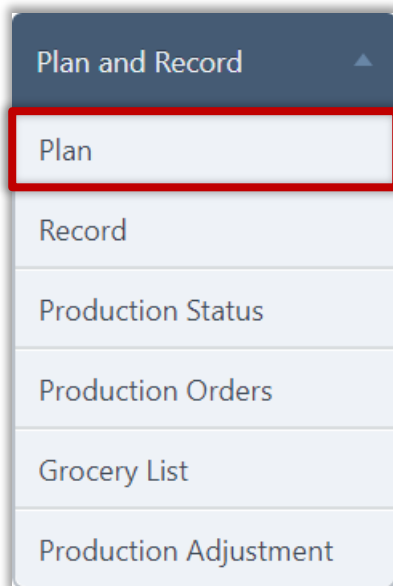 Plan and Record
Plan
Record
Production Status
Production Orders
Grocery List
Production Adjustment